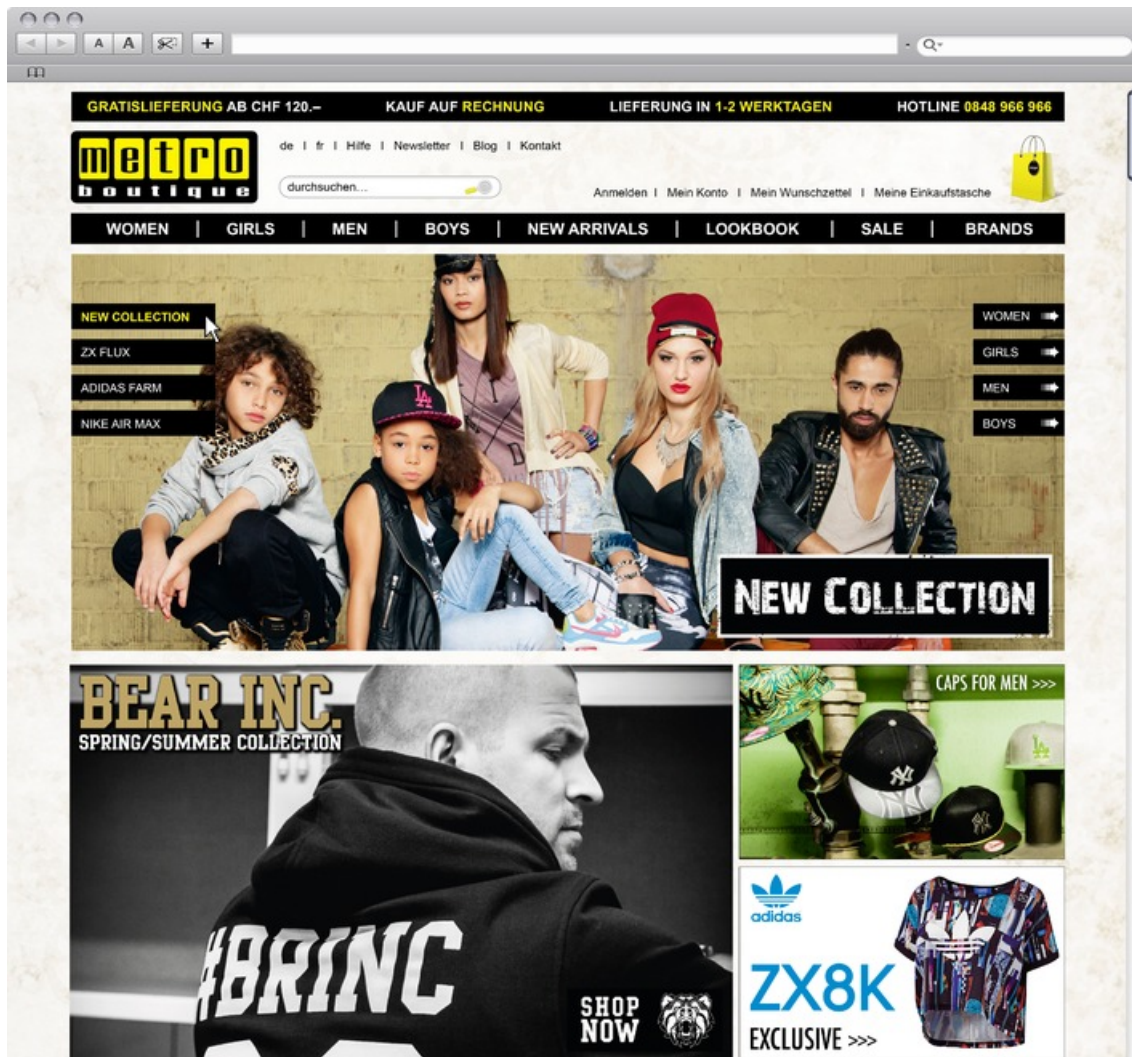 A A +
GRATISLIEFERUNG AB CHF 120.– KAUF AUF RECHNUNG LIEFERUNG IN 1-2 WERKTAGEN HOTLINE 0848 966 966
metro
boutique
de I fr I Hilfe I Newsletter I Blog I Kontakt
durchsuchen...
Anmelden I Mein Konto I Mein Wunschzettel I Meine Einkaufstasche
WOMEN | GIRLS | MEN | BOYS | NEW ARRIVALS | LOOKBOOK | SALE | BRANDS
NEW COLLECTION
ZX FLUX
ADIDAS FARM
NIKE AIR MAX
WOMEN
GIRLS
MEN
BOYS
LA
NEW COLLECTION
BEAR INC.
SPRING/SUMMER COLLECTION
#BRINC
SHOP
NOW
CAPS FOR MEN >>>
NY
LA
NY
adidas
ZX8K
EXCLUSIVE >>>